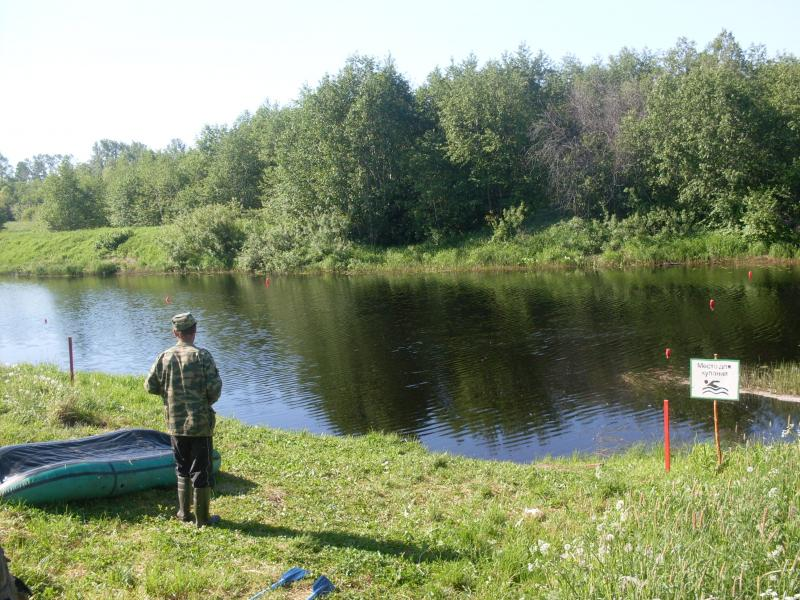 Место для
купания